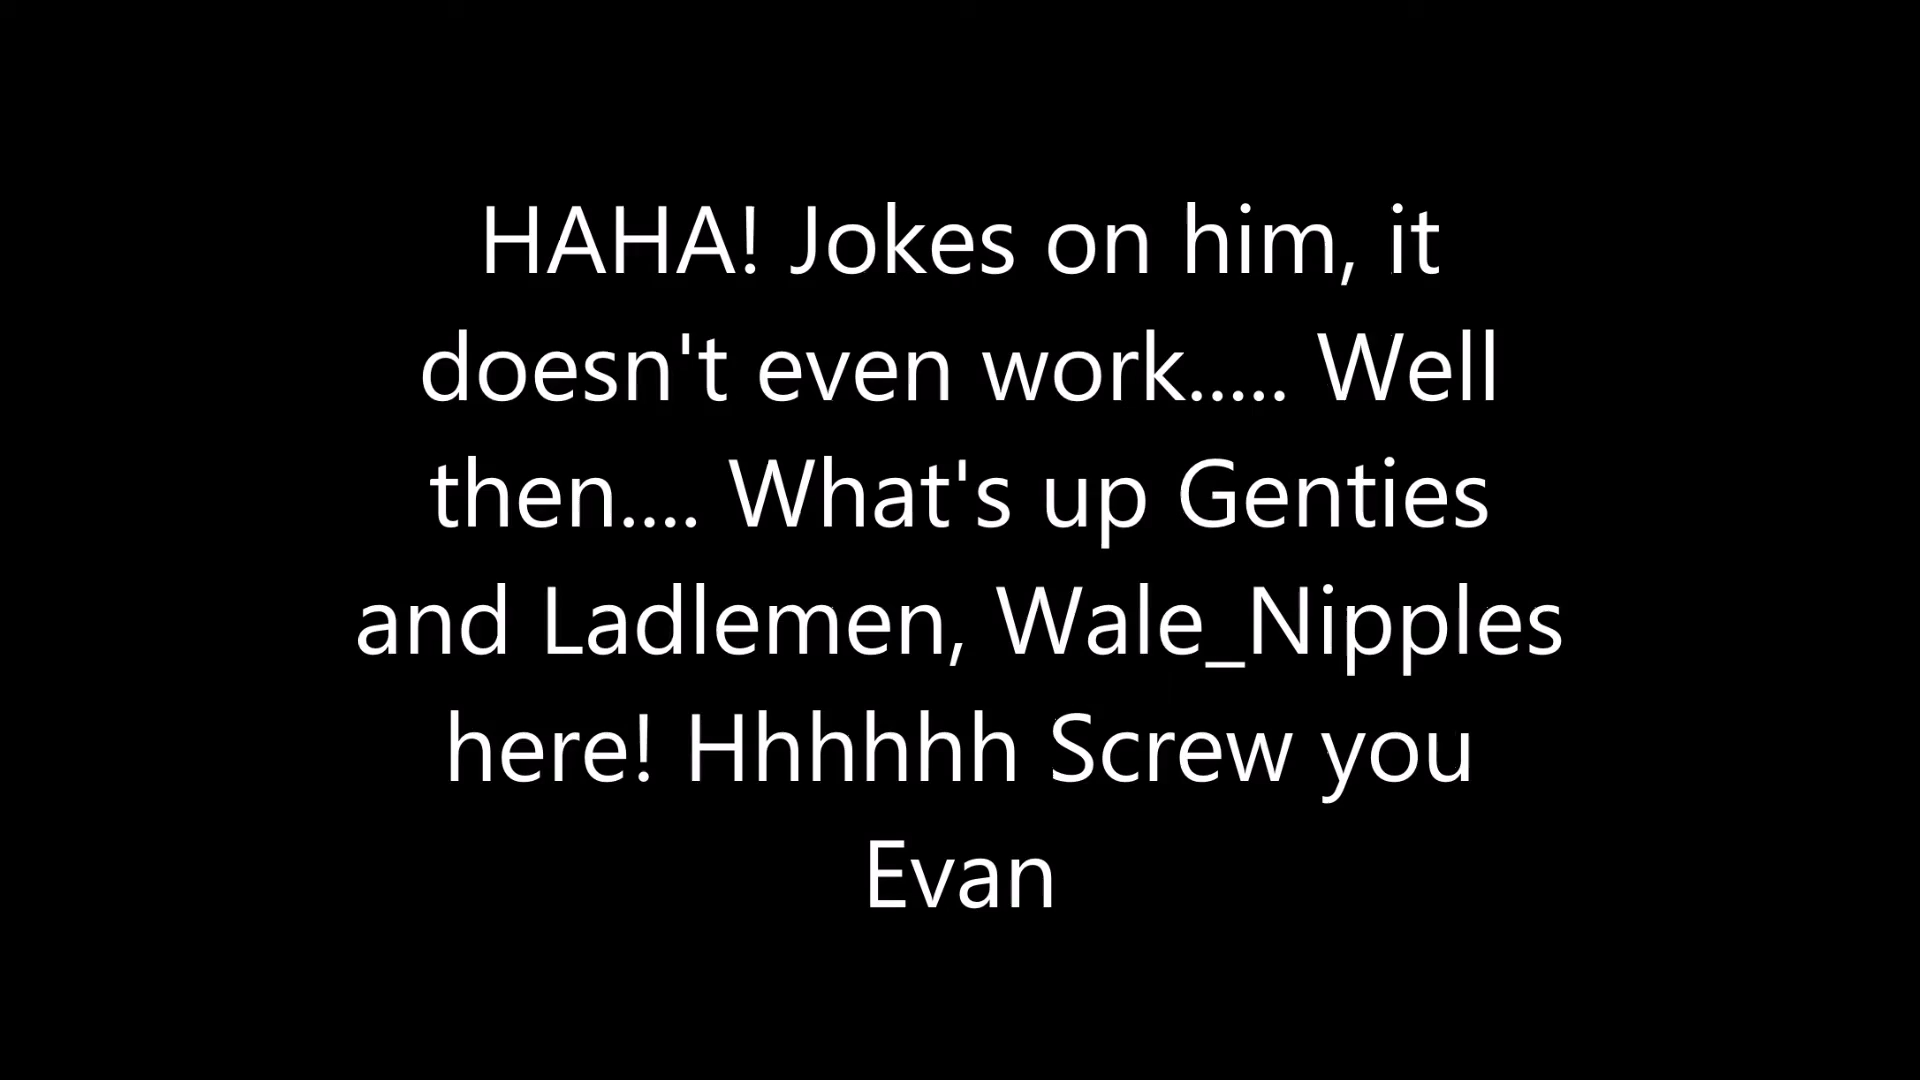 HAHA! Jokes on him, it
doesn't even work..... Well
then.... What's up Genties
and Ladlemen, Wale_Nipples
here! Hhhhhh Screw you
Evan